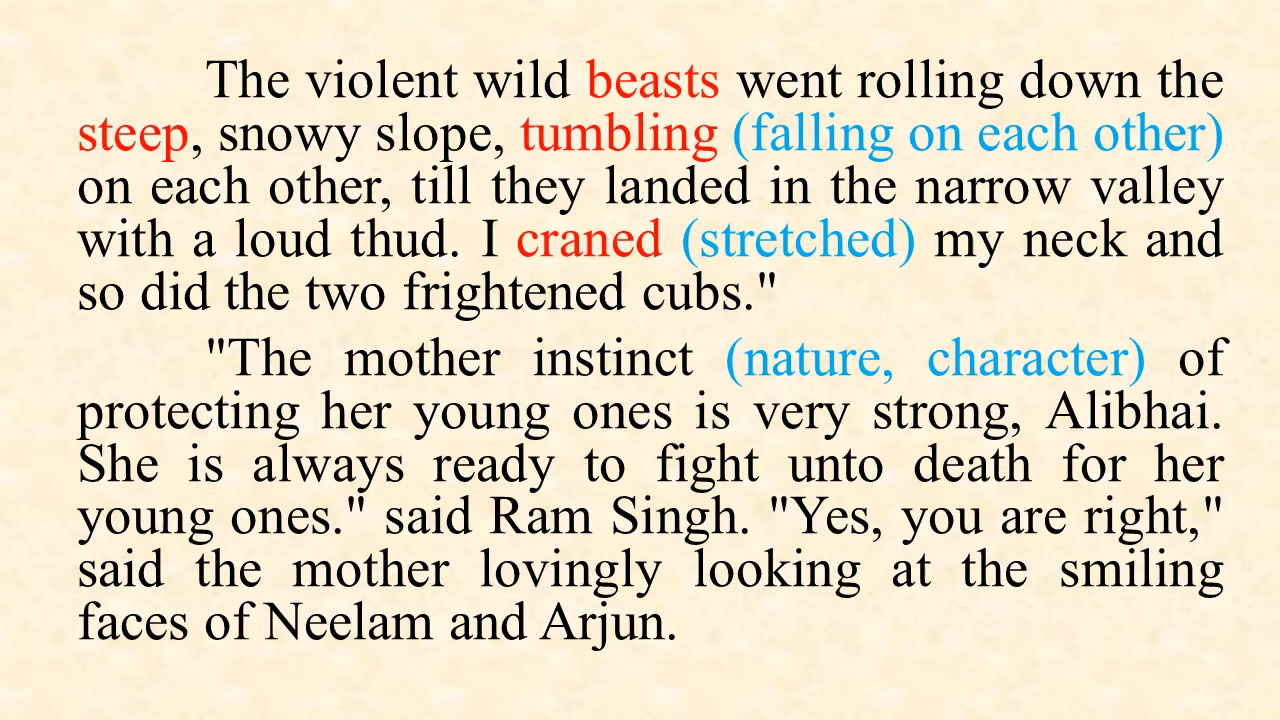 The violent wild beasts went rolling down the
steep, snowy slope, tumbling (falling on each other)
on each other, till they landed in the narrow valley
with a loud thud. I craned (stretched) my neck and
so did the two frightened cubs."
"The mother instinct (nature, character) of
protecting her young ones is very strong, Alibhai.
She is always ready to fight unto death for her
young ones." said Ram Singh. "Yes, you are right,"
said the mother lovingly looking at the smiling
faces of Neelam and Arjun.